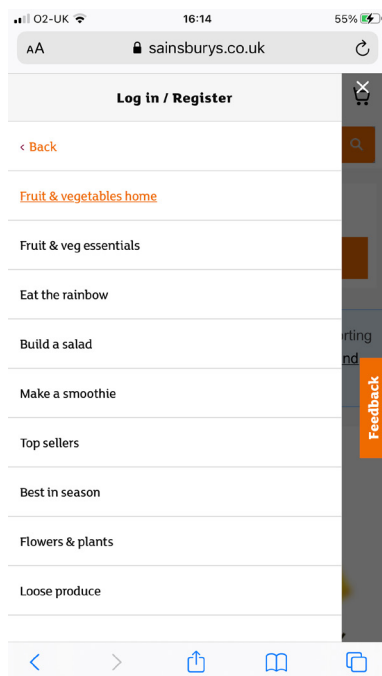 O2-UK
16:14
55%
AA
sainsburys.co.uk
Log in / Register
< Back
Fruit & vegetables home
Fruit & veg essentials
Eat the rainbow
Build a salad
Make a smoothie
Top sellers
Best in season
Flowers & plants
Loose produce
Feedback